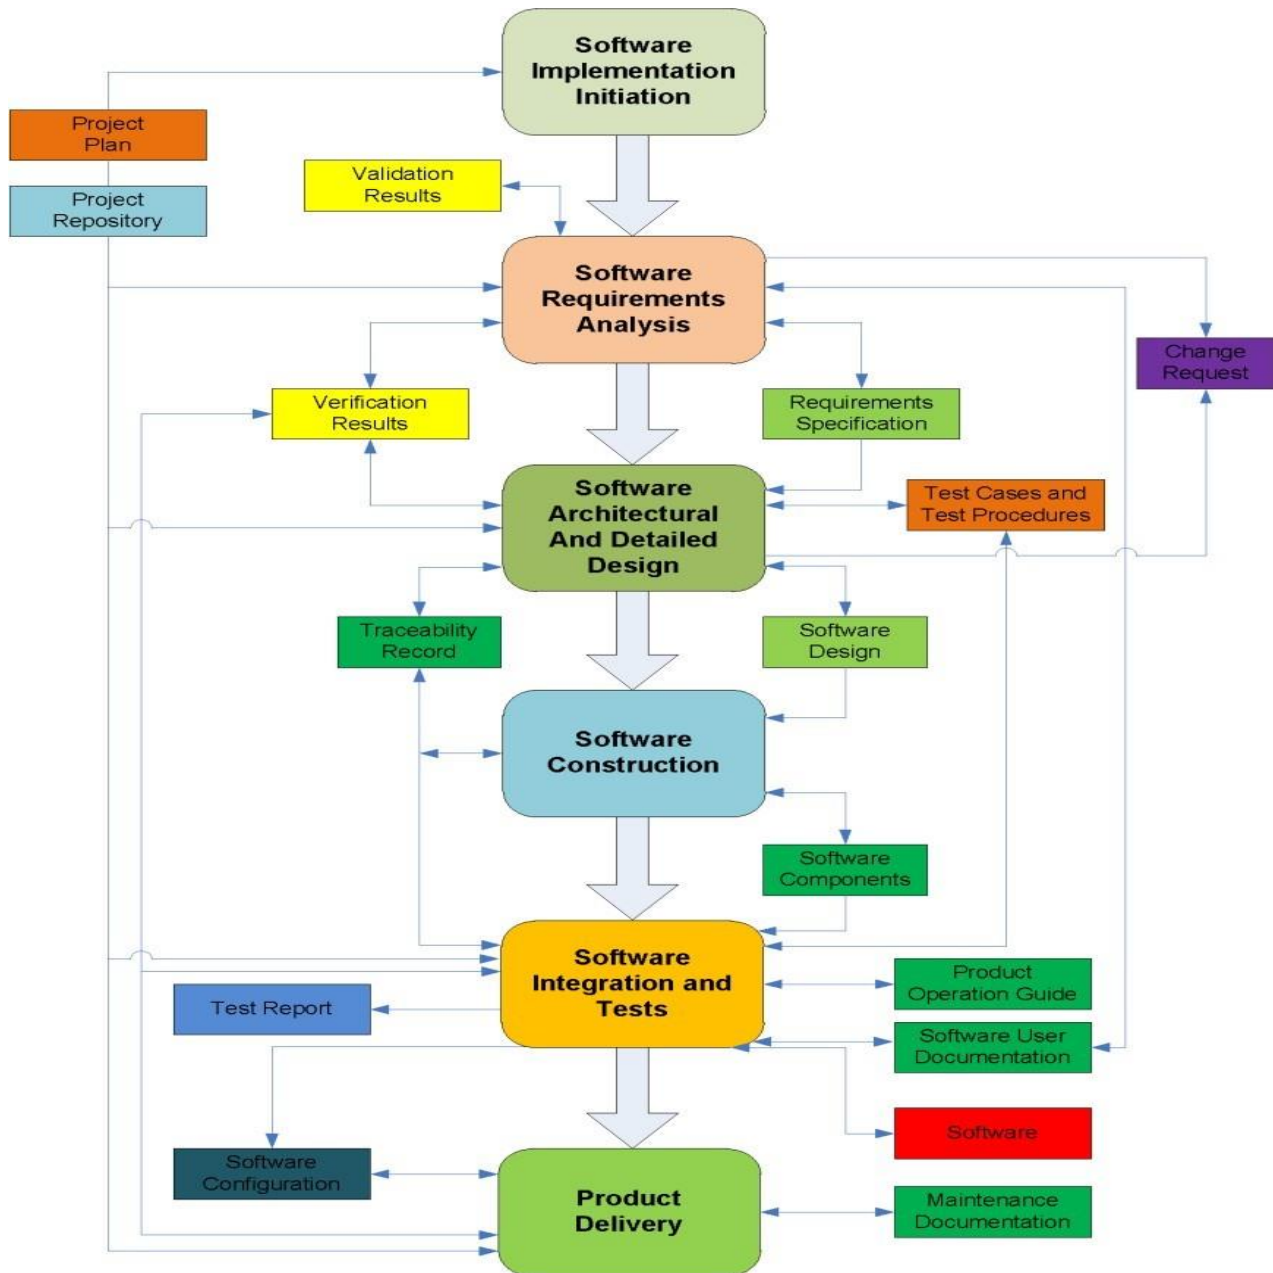 Software
Implementation
Initiation
Project
Plan
Project
Repository
Validation
Results
Software
Requirements
Analysis
Change
Request
Verification
Results
Requirements
Specification
Software
Architectural
And Detailed
Design
Test Cases and
Test Procedures
Traceability
Record
Software
Design
Software
Construction
Software
Components
Software
Integration and
Tests
Product
Operation Guide
Test Report
Software User
Documentation
Software
Software
Configuration
Product
Delivery
Maintenance
Documentation